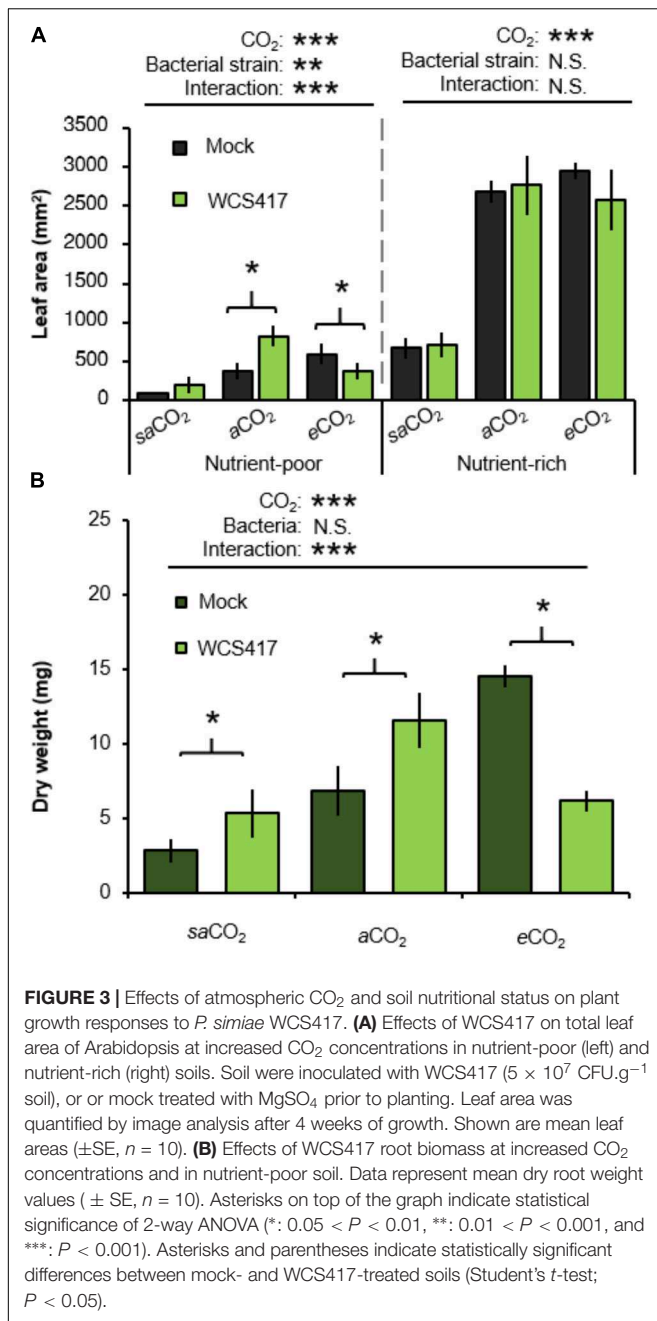 A
CO₂: *** CO₂: ***
Bacterial strain: ** Bacterial strain: N.S.
Interaction: *** Interaction: N.S.
3500
3000
2500
2000
1500
1000
500
0
Leaf area (mm²)
Mock
WCS417
* *
saCO₂ aCO₂ eCO₂ saCO₂ aCO₂ eCO₂
Nutrient-poor Nutrient-rich
B
CO₂: ***
Bacteria: N.S.
Interaction: ***
25
20
15
10
5
0
Dry weight (mg)
Mock
WCS417
* * *
saCO₂ aCO₂ eCO₂
FIGURE 3 | Effects of atmospheric CO₂ and soil nutritional status on plant
growth responses to P. simiae WCS417. (A) Effects of WCS417 on total leaf
area of Arabidopsis at increased CO₂ concentrations in nutrient-poor (left) and
nutrient-rich (right) soils. Soil were inoculated with WCS417 (5 × 10⁷ CFU.g⁻¹
soil), or or mock treated with MgSO₄ prior to planting. Leaf area was
quantified by image analysis after 4 weeks of growth. Shown are mean leaf
areas (±SE, n = 10). (B) Effects of WCS417 root biomass at increased CO₂
concentrations and in nutrient-poor soil. Data represent mean dry root weight
values ( ± SE, n = 10). Asterisks on top of the graph indicate statistical
significance of 2-way ANOVA (*: 0.05 < P < 0.01, **: 0.01 < P < 0.001, and
***: P < 0.001). Asterisks and parentheses indicate statistically significant
differences between mock- and WCS417-treated soils (Student's t-test;
P < 0.05).